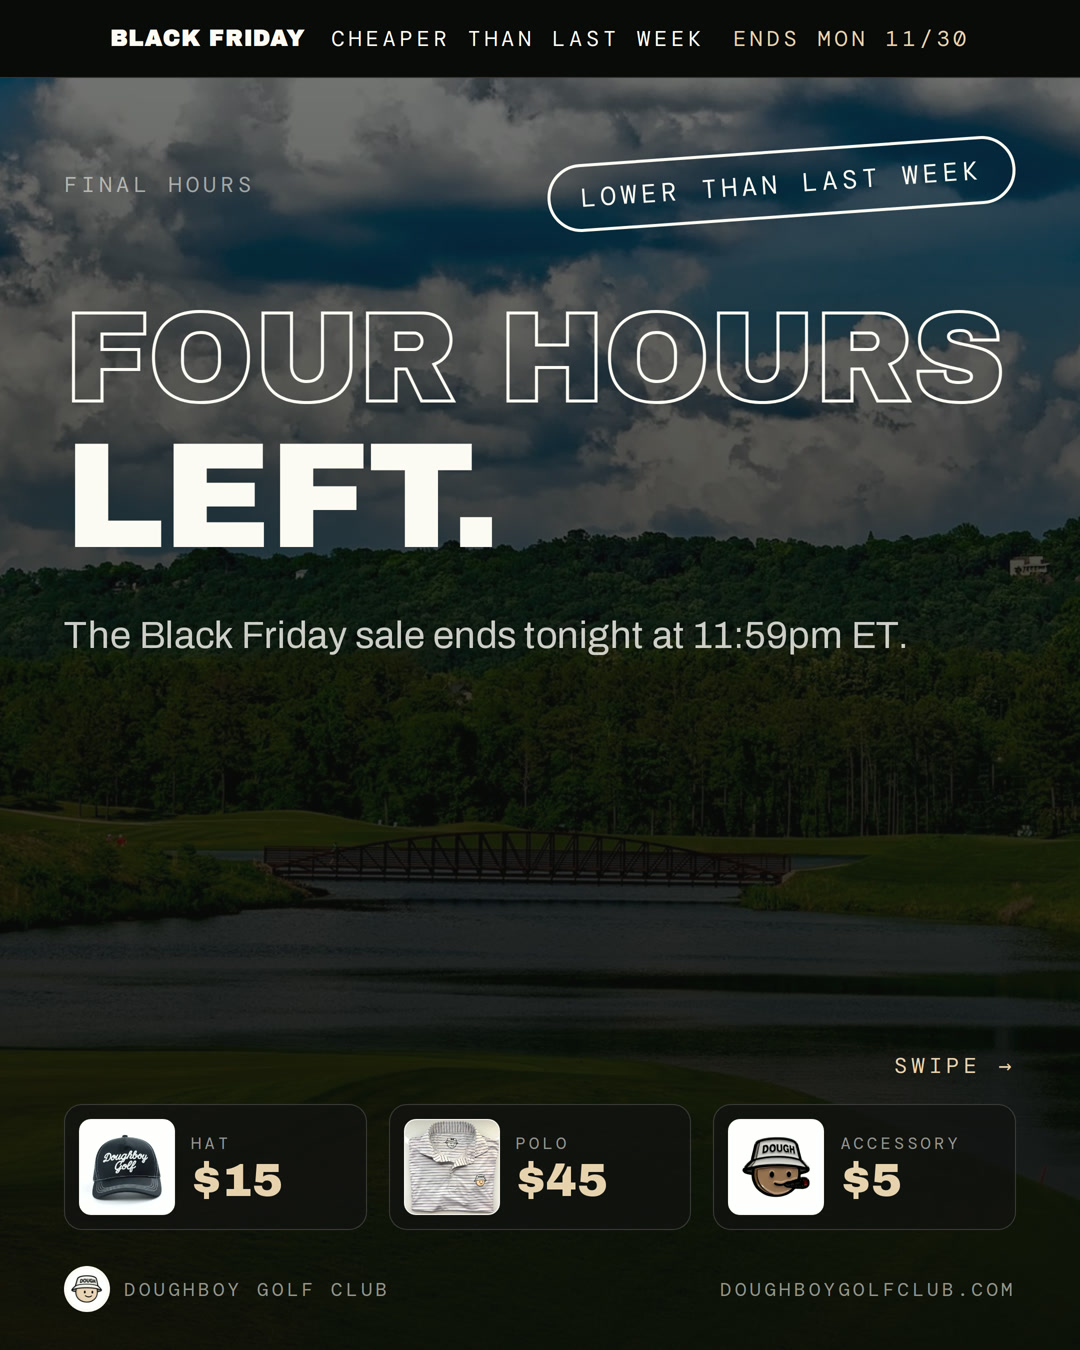 BLACK FRIDAY CHEAPER THAN LAST WEEK ENDS MON 11/30
FINAL HOURS
LOWER THAN LAST WEEK
FOUR HOURS
LEFT.
The Black Friday sale ends tonight at 11:59pm ET.
SWIPE →
Doughboy
Golf
HAT
$15
POLO
$45
DOUGH
ACCESSORY
$5
DOUGH
DOUGHBOY GOLF CLUB
DOUGHBOYGOLFCLUB.COM